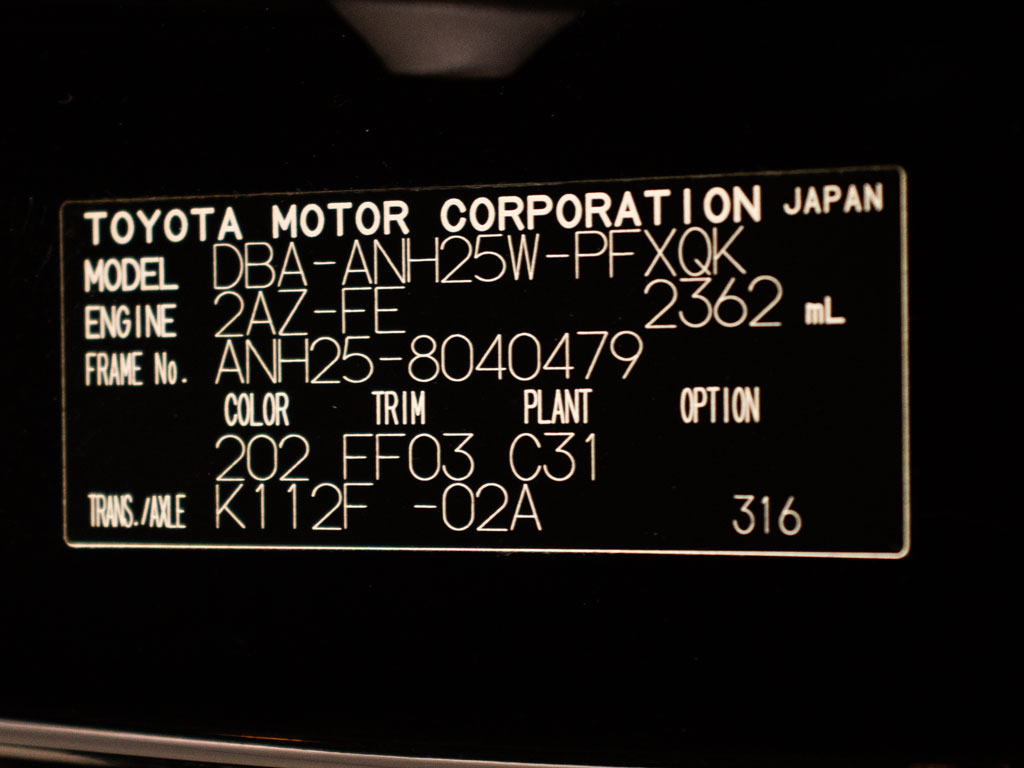 TOYOTA MOTOR CORPORATION JAPAN
MODEL DBA-ANH25W-PFXQK
ENGINE 2AZ-FE 2362 mL
FRAME No. ANH25-8040479
COLOR TRIM PLANT OPTION
202 FF03 C31
TRANS./AXLE K112F -02A 316